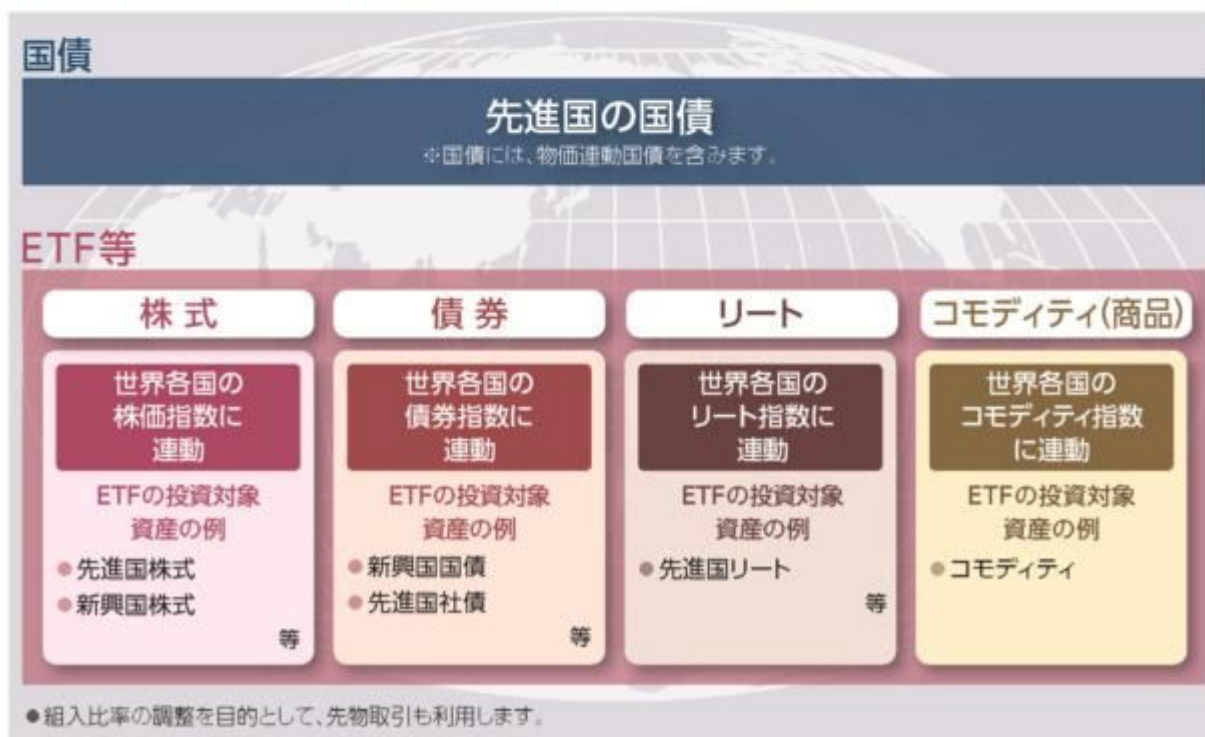 国債
先進国の国債
※国債には、物価連動国債を含みます。
ETF等
株式
債券
リート
コモディティ(商品)
世界各国の
株価指数に
連動
ETFの投資対象
資産の例
●先進国株式
●新興国株式
等
世界各国の
債券指数に
連動
ETFの投資対象
資産の例
●新興国国債
●先進国社債
等
世界各国の
リート指数に
連動
ETFの投資対象
資産の例
●先進国リート
等
世界各国の
コモディティ指数
に連動
ETFの投資対象
資産の例
●コモディティ
●組入比率の調整を目的として、先物取引も利用します。